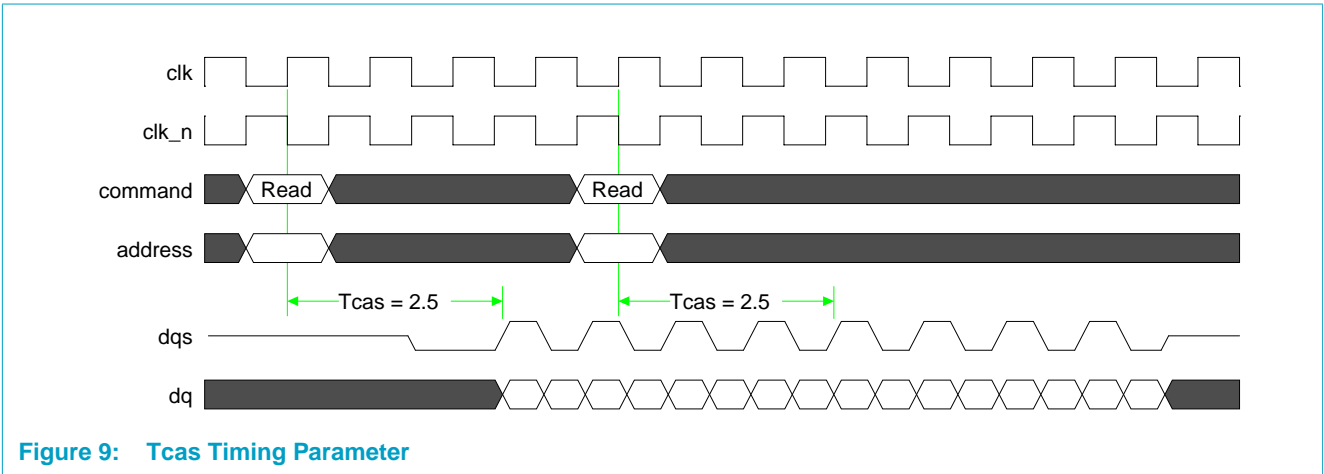 clk
clk_n
command
Read
Read
address
Tcas = 2.5
Tcas = 2.5
dqs
dq
Figure 9: Tcas Timing Parameter